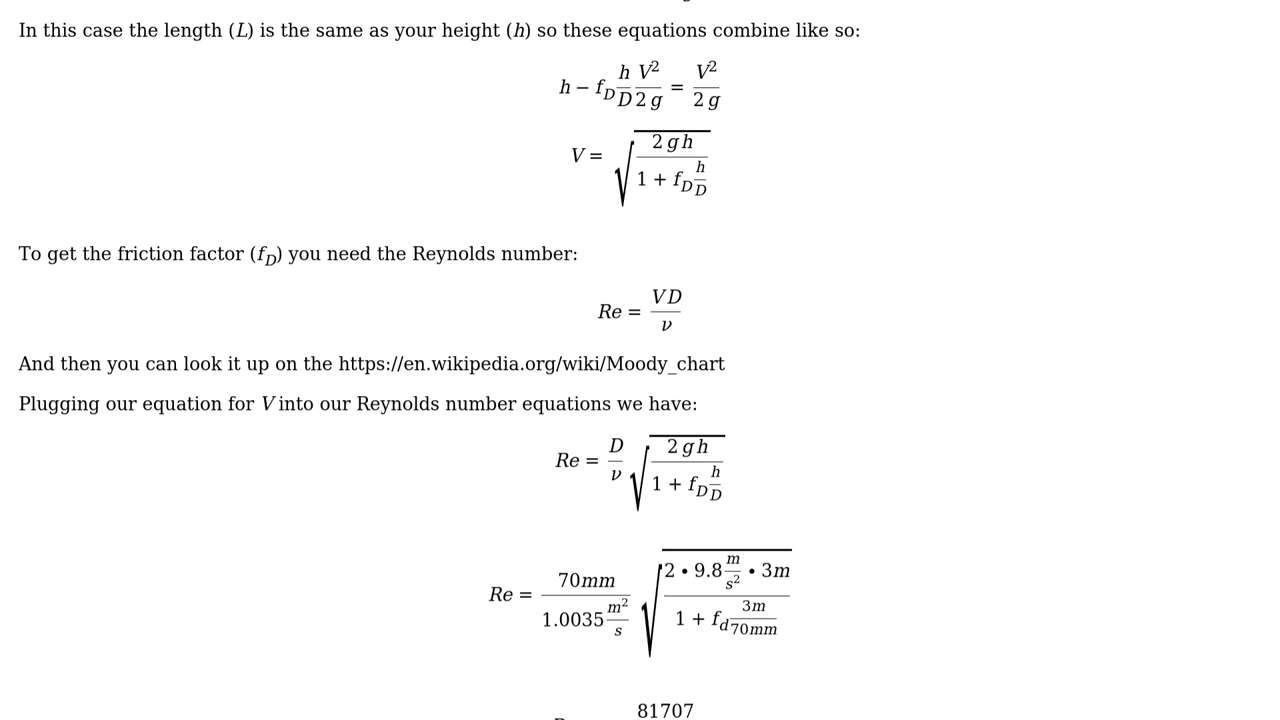 In this case the length (L) is the same as your height (h) so these equations combine like so:
h − f_D h/D V²/2g = V²/2g
V = √(2gh / (1 + f_D h/D))
To get the friction factor (f_D) you need the Reynolds number:
Re = VD/ν
And then you can look it up on the https://en.wikipedia.org/wiki/Moody_chart
Plugging our equation for V into our Reynolds number equations we have:
Re = D/ν √(2gh / (1 + f_D h/D))
Re = 70mm / (1.0035 m²/s) √(2 • 9.8 m/s² • 3m / (1 + f_d 3m/70mm))
81707